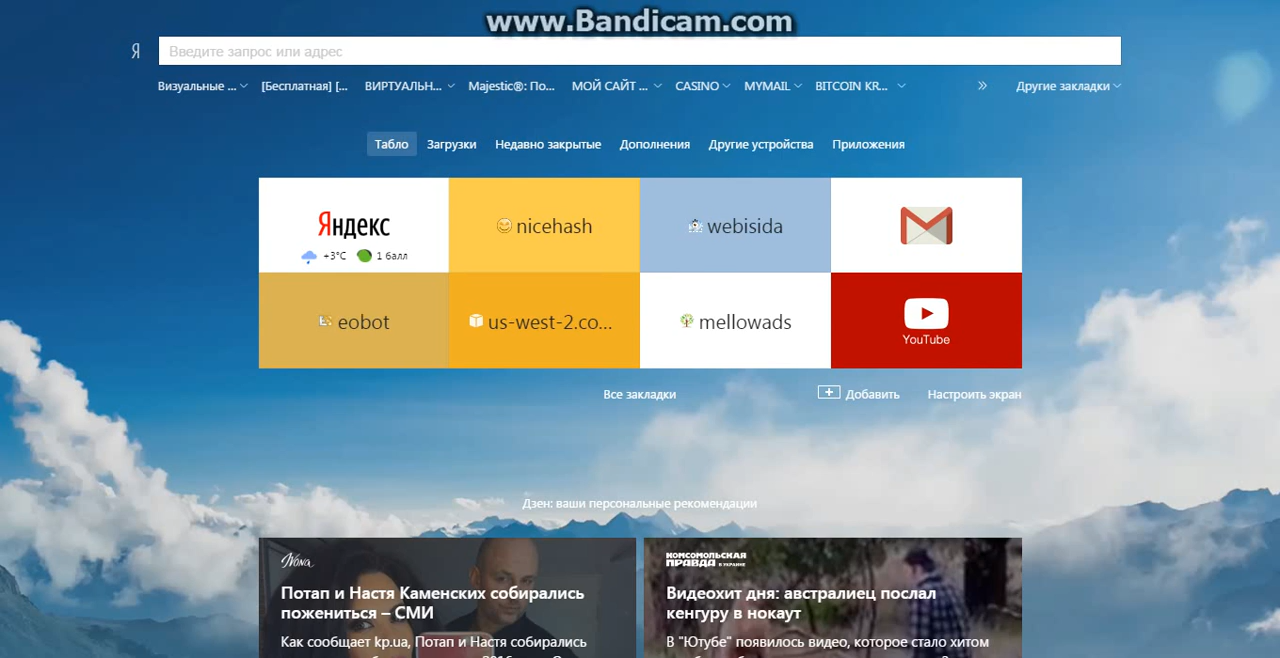 www.Bandicam.com
Я
Введите запрос или адрес
Визуальные ...
[Бесплатная] [...
ВИРТУАЛЬН...
Majestic®: По...
МОЙ САЙТ ...
CASINO
MYMAIL
BITCOIN KR...
Другие закладки
Табло
Загрузки
Недавно закрытые
Дополнения
Другие устройства
Приложения
Яндекс
+3°C
1 балл
nicehash
webisida
eobot
us-west-2.co...
mellowads
YouTube
Все закладки
Добавить
Настроить экран
Дзен: ваши персональные рекомендации
Nona
Потап и Настя Каменских собирались
пожениться – СМИ
Как сообщает kp.ua, Потап и Настя собирались
КОМСОМОЛЬСКАЯ
ПРАВДА В УКРАИНЕ
Видеохит дня: австралиец послал
кенгуру в нокаут
В "Ютубе" появилось видео, которое стало хитом